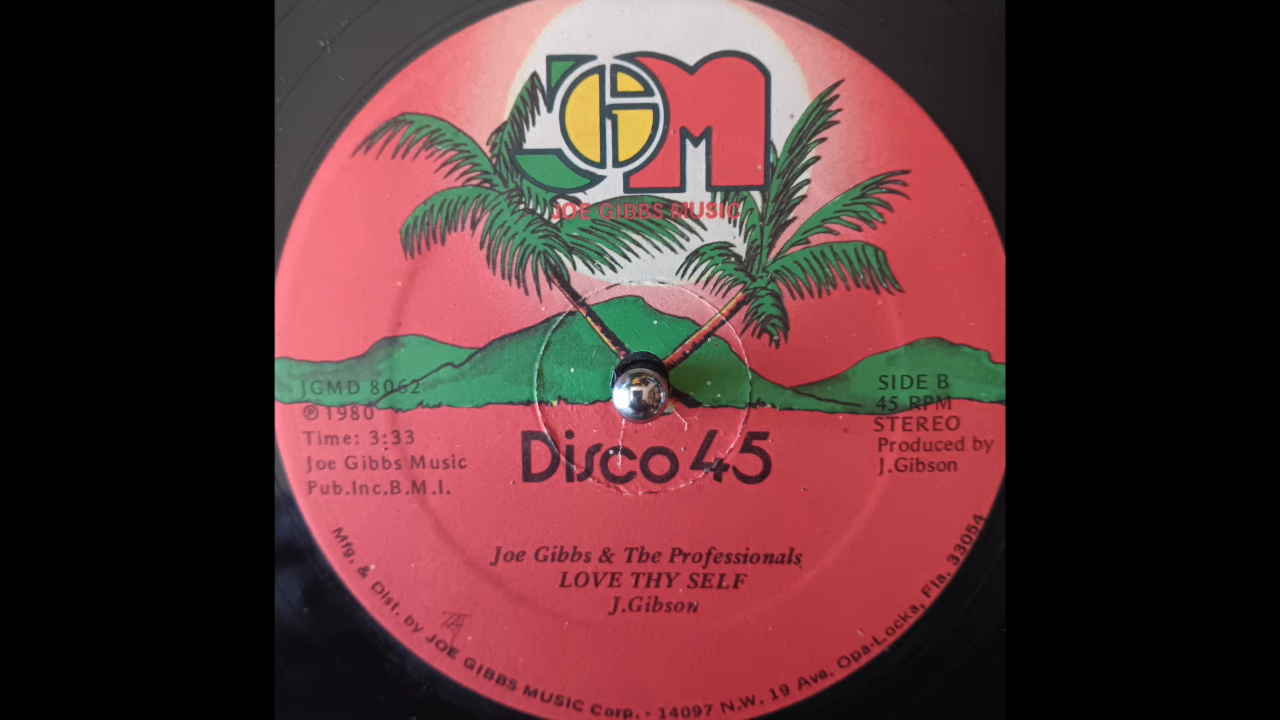 JGM
JOE GIBBS MUSIC
JGMD 8062
℗ 1980
Time: 3:33
Joe Gibbs Music
Pub.Inc.B.M.I.
SIDE B
45 RPM
STEREO
Produced by
J.Gibson
Disco 45
Joe Gibbs & The Professionals
LOVE THY SELF
J.Gibson
Mfg. & Dist. by JOE GIBBS MUSIC Corp. · 14097 N.W. 19 Ave. Opa-Locka, Fla. 33054